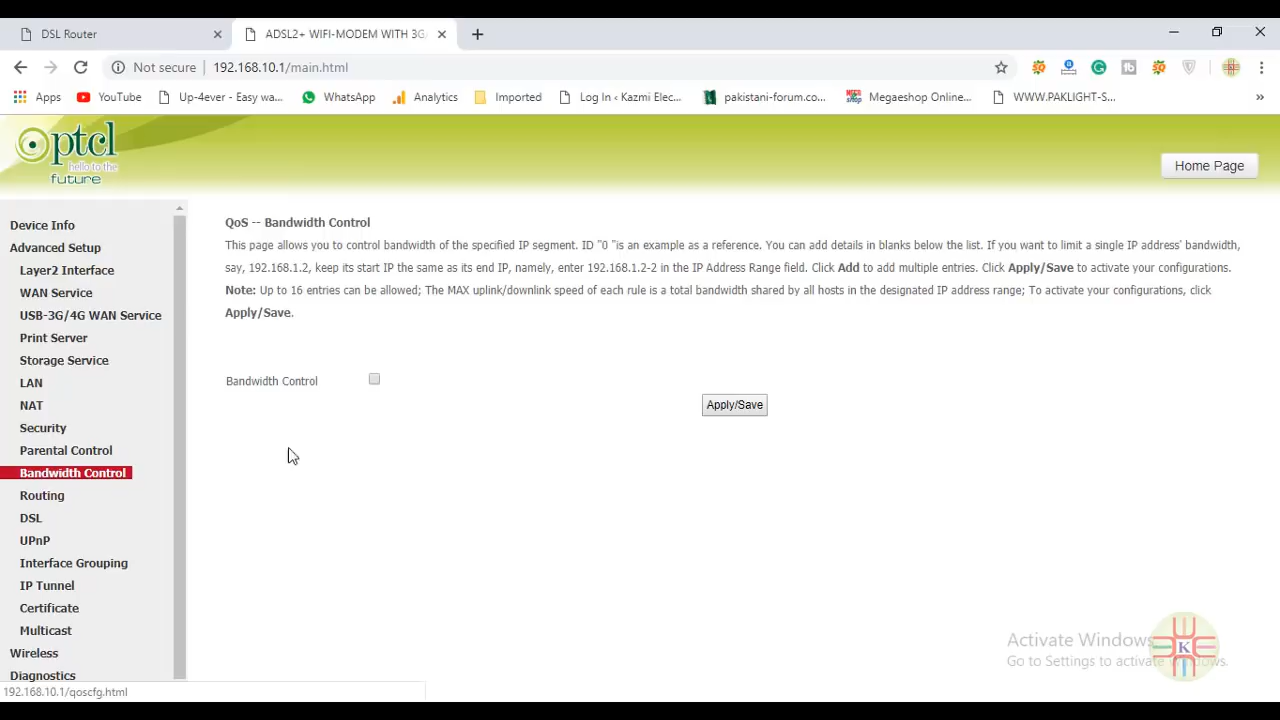 DSL Router
ADSL2+ WIFI-MODEM WITH 3G/
Not secure
192.168.10.1/main.html
Apps
YouTube
Up-4ever - Easy wa...
WhatsApp
Analytics
Imported
Log In ‹ Kazmi Elec...
pakistani-forum.co...
Megaeshop Online...
WWW.PAKLIGHT-S...
»
ptcl
hello to the
future
Home Page
Device Info
Advanced Setup
Layer2 Interface
WAN Service
USB-3G/4G WAN Service
Print Server
Storage Service
LAN
NAT
Security
Parental Control
Bandwidth Control
Routing
DSL
UPnP
Interface Grouping
IP Tunnel
Certificate
Multicast
Wireless
Diagnostics
QoS -- Bandwidth Control
This page allows you to control bandwidth of the specified IP segment. ID "0 "is an example as a reference. You can add details in blanks below the list. If you want to limit a single IP address' bandwidth,
say, 192.168.1.2, keep its start IP the same as its end IP, namely, enter 192.168.1.2-2 in the IP Address Range field. Click Add to add multiple entries. Click Apply/Save to activate your configurations.
Note: Up to 16 entries can be allowed; The MAX uplink/downlink speed of each rule is a total bandwidth shared by all hosts in the designated IP address range; To activate your configurations, click
Apply/Save.
Bandwidth Control
Apply/Save
Activate Windows
Go to Settings to activate Windows.
K
192.168.10.1/qoscfg.html